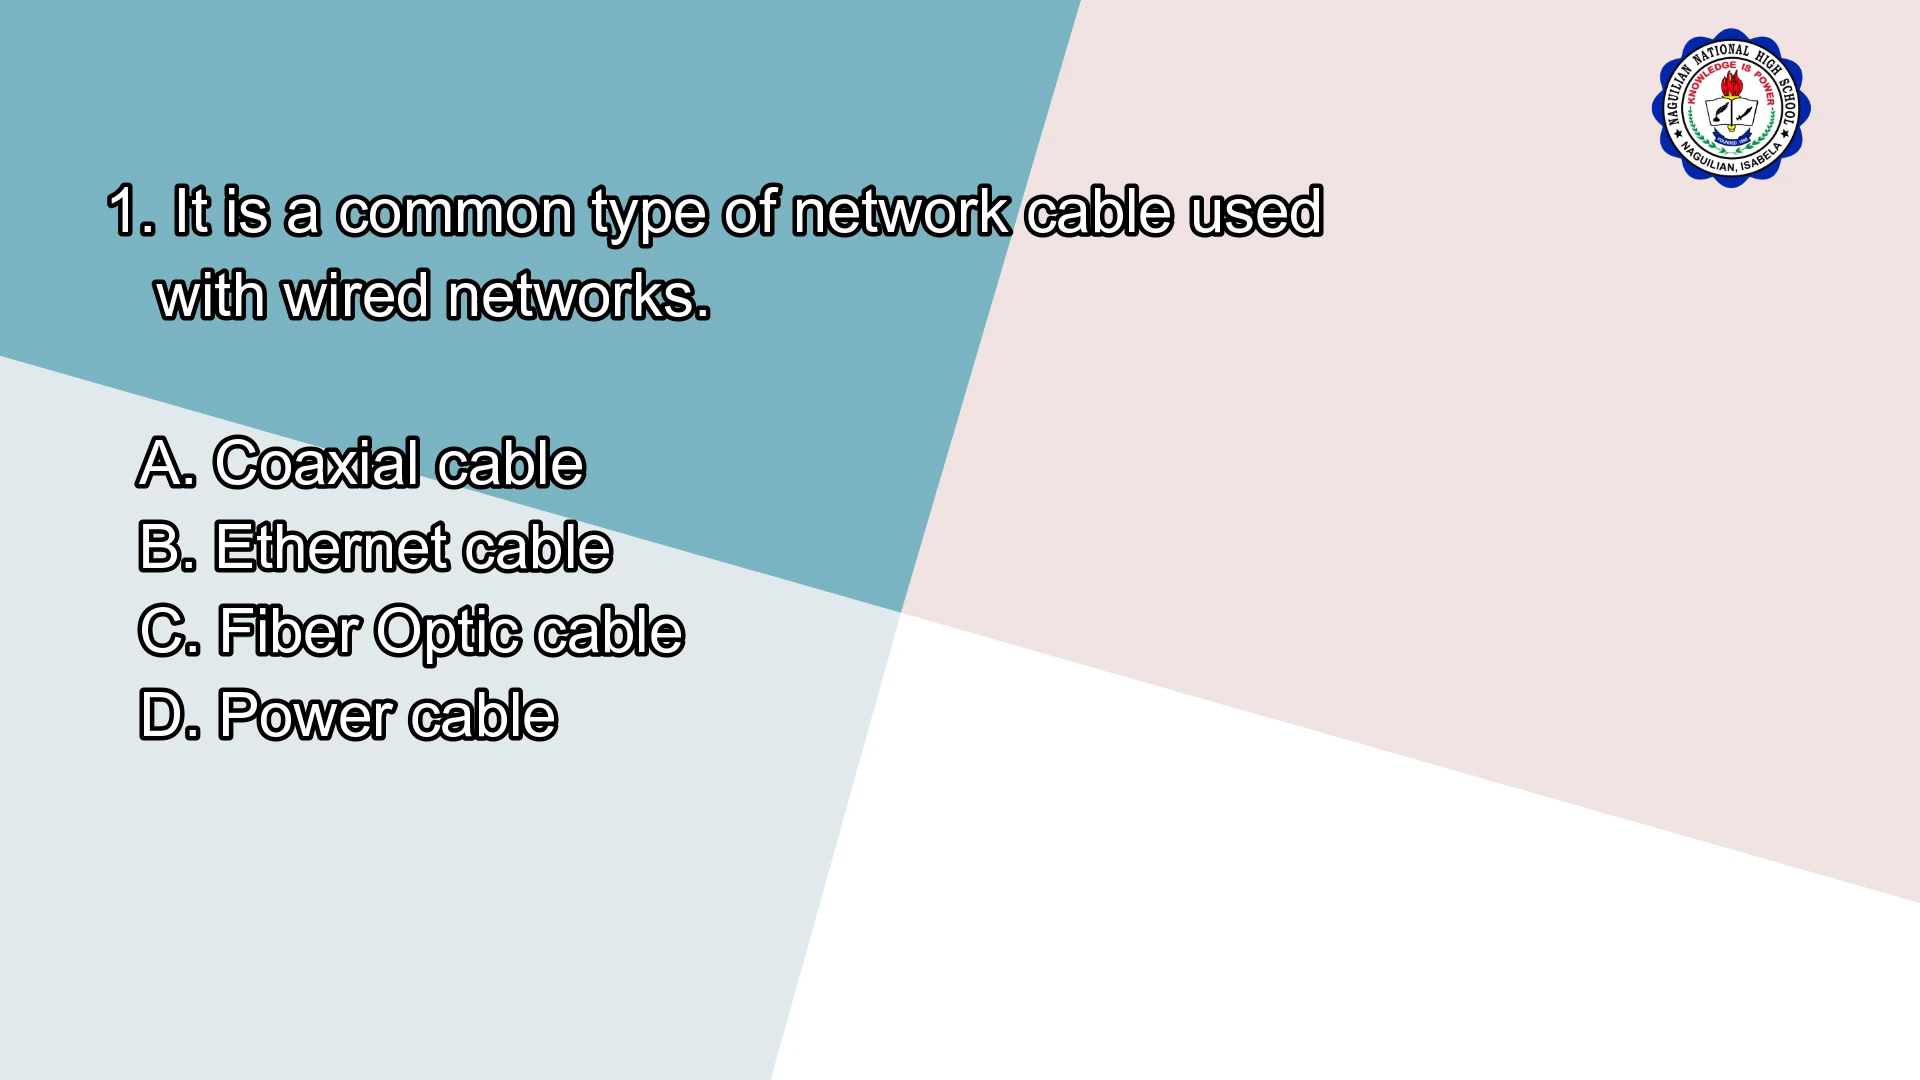 1. It is a common type of network cable used
with wired networks.
A. Coaxial cable
B. Ethernet cable
C. Fiber Optic cable
D. Power cable
NAGUILIAN NATIONAL HIGH SCHOOL
KNOWLEDGE IS POWER
NAGUILIAN, ISABELA